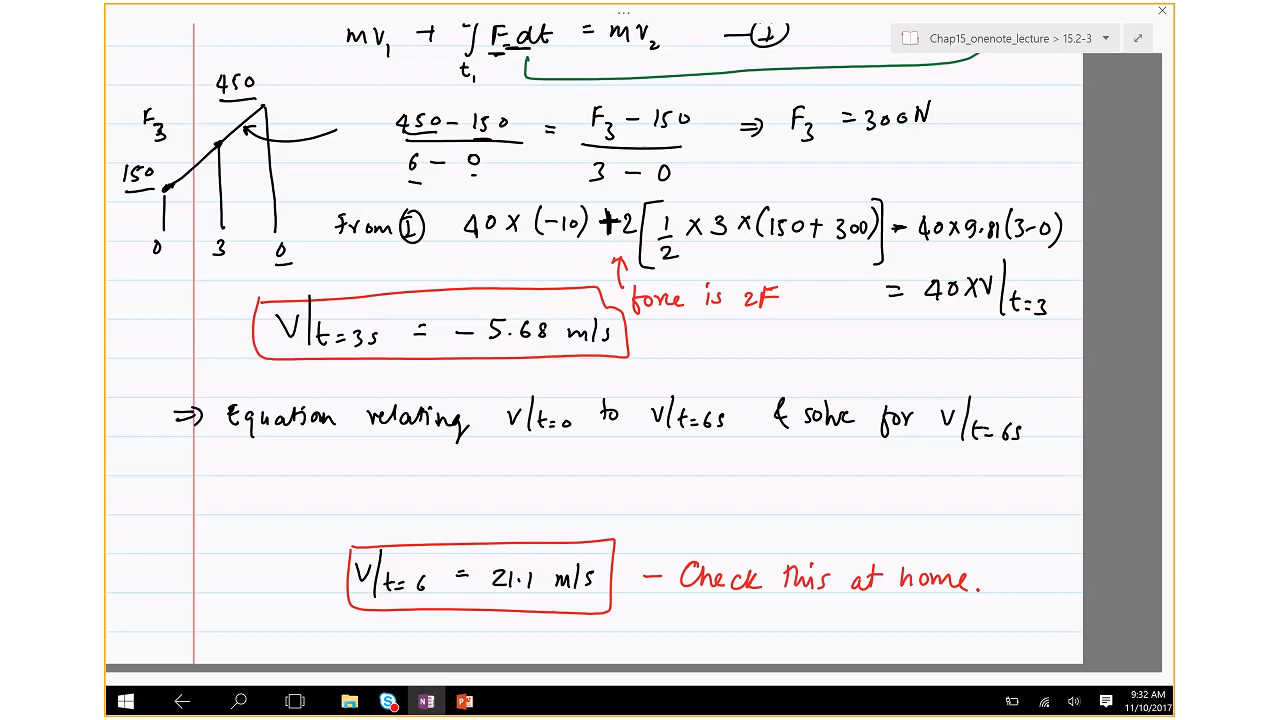 ...
mv₁ + ∫ F dt = mv₂ — (I)
t₁
Chap15_onenote_lecture > 15.2-3
450
F₃
150
0 3 0
(450 - 150)/(6 - 0) = (F₃ - 150)/(3 - 0) ⇒ F₃ = 300N
from (I) 40 × (-10) + 2 [1/2 × 3 × (150 + 300)] - 40×9.81(3-0)
= 40 × V|t=3
force is 2F
V|t=3s = - 5.68 m/s
⇒ Equation relating V|t=0 to V|t=6s & solve for V|t=6s
V|t=6 = 21.1 m/s - Check this at home.
9:32 AM
11/10/2017